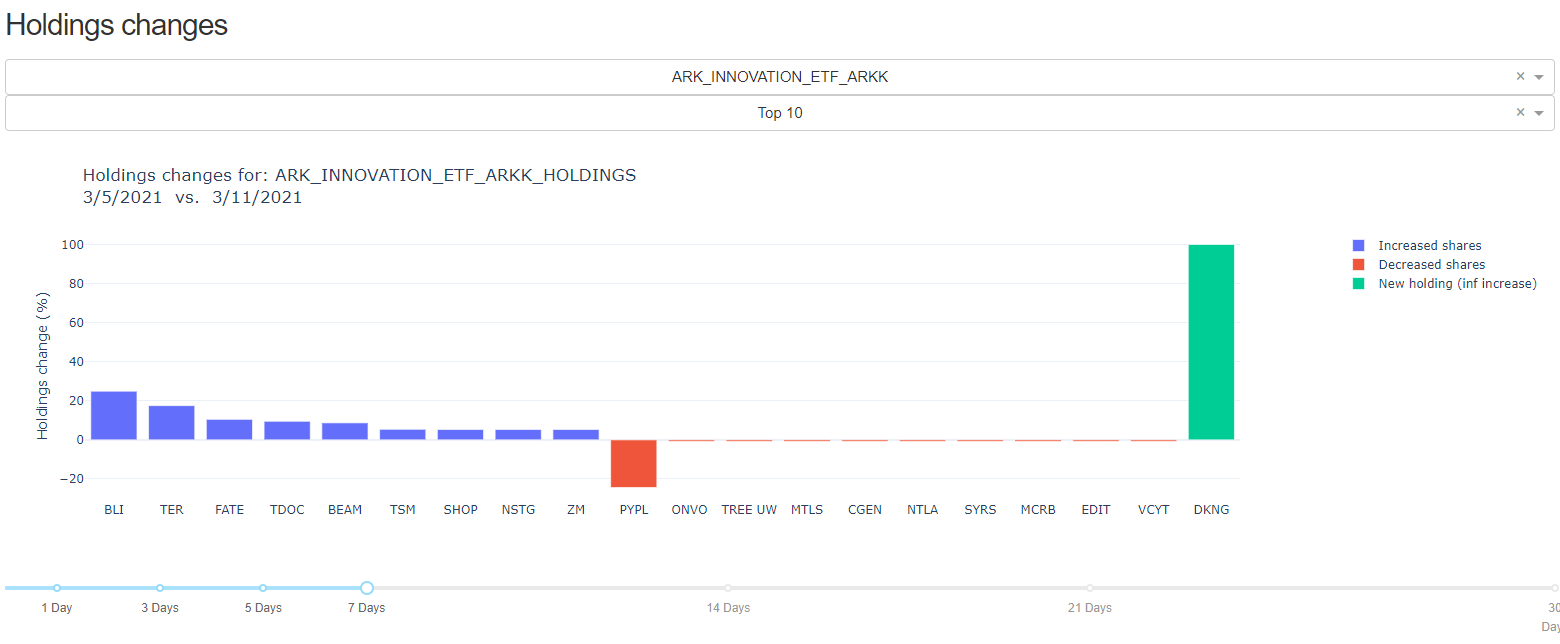 Holdings changes
ARK_INNOVATION_ETF_ARKK × 
Top 10 ×
Holdings changes for: ARK_INNOVATION_ETF_ARKK_HOLDINGS
3/5/2021 vs. 3/11/2021
Holdings change (%)
100
80
60
40
20
0
−20
BLI TER FATE TDOC BEAM TSM SHOP NSTG ZM PYPL ONVO TREE UW MTLS CGEN NTLA SYRS MCRB EDIT VCYT DKNG
Increased shares
Decreased shares
New holding (inf increase)
1 Day 3 Days 5 Days 7 Days 14 Days 21 Days 30
Day